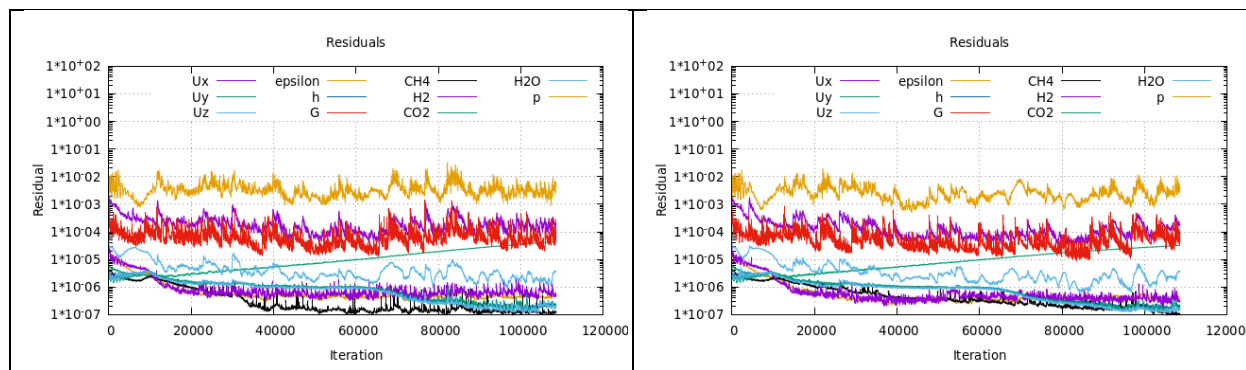 Residuals
1*10+02
1*10+01
1*10+00
1*10-01
1*10-02
1*10-03
1*10-04
1*10-05
1*10-06
1*10-07
Residual
Ux epsilon CH4 H2O
Uy h H2 p
Uz G CO2
0 20000 40000 60000 80000 100000 120000
Iteration
Residuals
1*10+02
1*10+01
1*10+00
1*10-01
1*10-02
1*10-03
1*10-04
1*10-05
1*10-06
1*10-07
Residual
Ux epsilon CH4 H2O
Uy h H2 p
Uz G CO2
0 20000 40000 60000 80000 100000 12000
Iteration